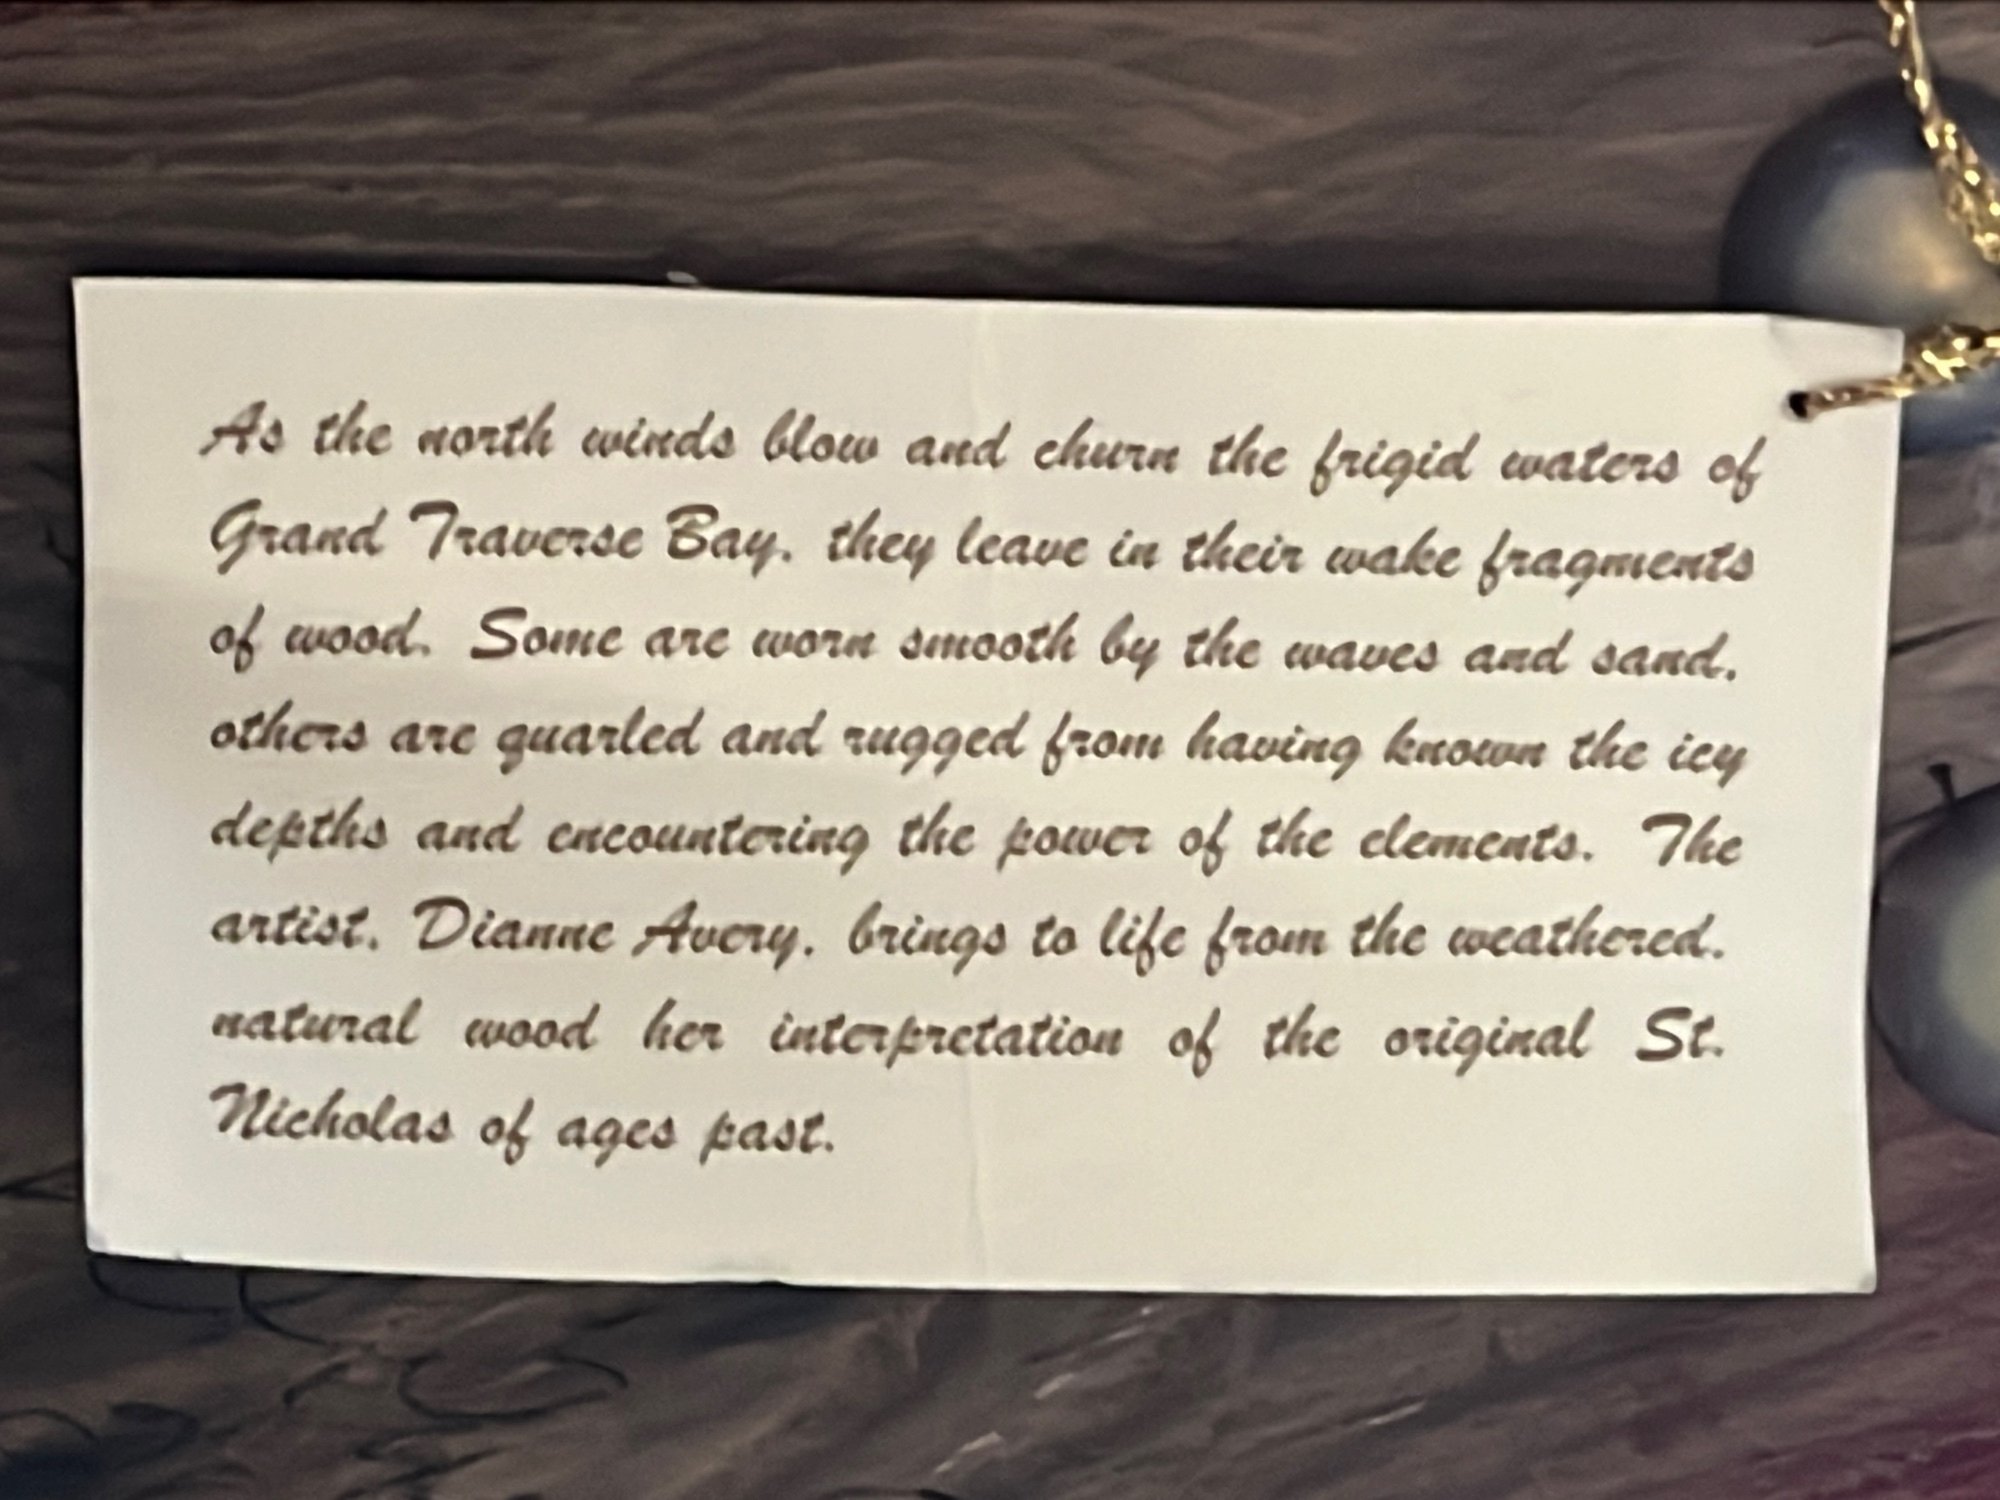 As the north winds blow and churn the frigid waters of
Grand Traverse Bay, they leave in their wake fragments
of wood. Some are worn smooth by the waves and sand,
others are quarled and rugged from having known the icy
depths and encountering the power of the elements. The
artist, Dianne Avery, brings to life from the weathered,
natural wood her interpretation of the original St.
Nicholas of ages past.